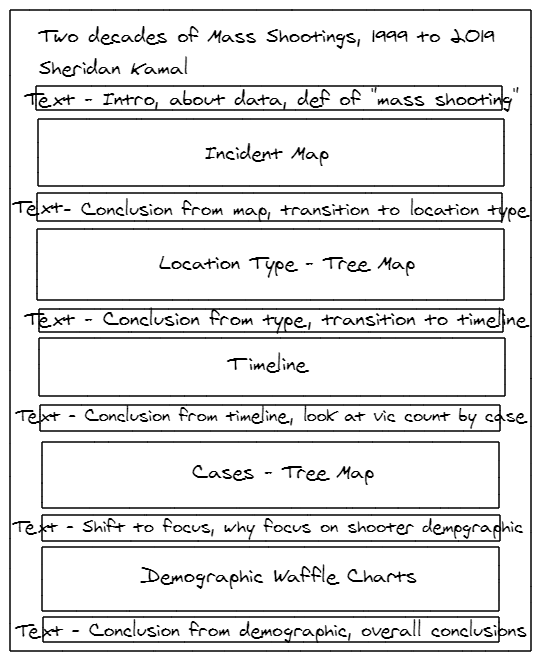 Two decades of Mass Shootings, 1999 to 2019
Sheridan Kamal
Text - Intro, about data, def of "mass shooting"
Incident Map
Text- Conclusion from map, transition to location type
Location Type - Tree Map
Text - Conclusion from type, transition to timeline
Timeline
Text - Conclusion from timeline, look at vic count by case
Cases - Tree Map
Text - Shift to focus, why focus on shooter dempgraphic
Demographic Waffle Charts
Text - Conclusion from demographic, overall conclusions